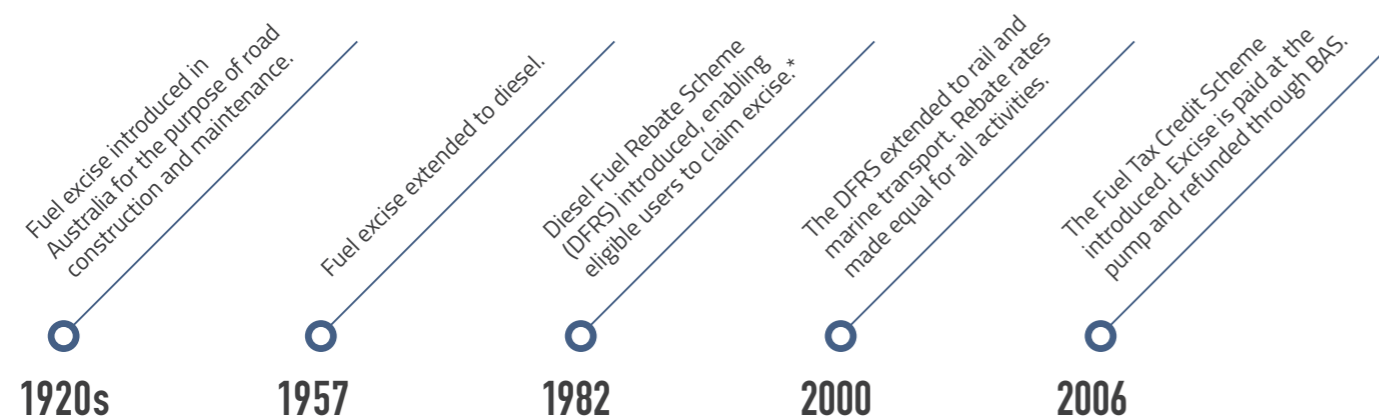 Fuel excise introduced in
Australia for the purpose of road
construction and maintenance.
1920s
Fuel excise extended to diesel.
1957
Diesel Fuel Rebate Scheme
(DFRS) introduced, enabling
eligible users to claim excise.*
1982
The DFRS extended to rail and
marine transport. Rebate rates
made equal for all activities.
2000
The Fuel Tax Credit Scheme
introduced. Excise is paid at the
pump and refunded through BAS.
2006